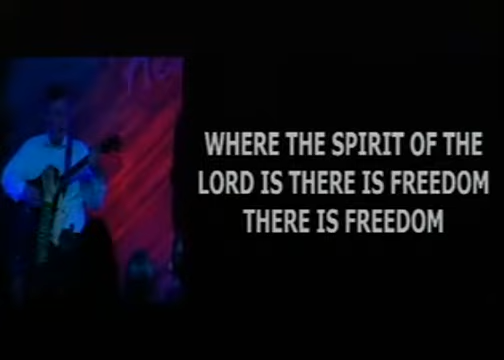 WHERE THE SPIRIT OF THE
LORD IS THERE IS FREEDOM
THERE IS FREEDOM